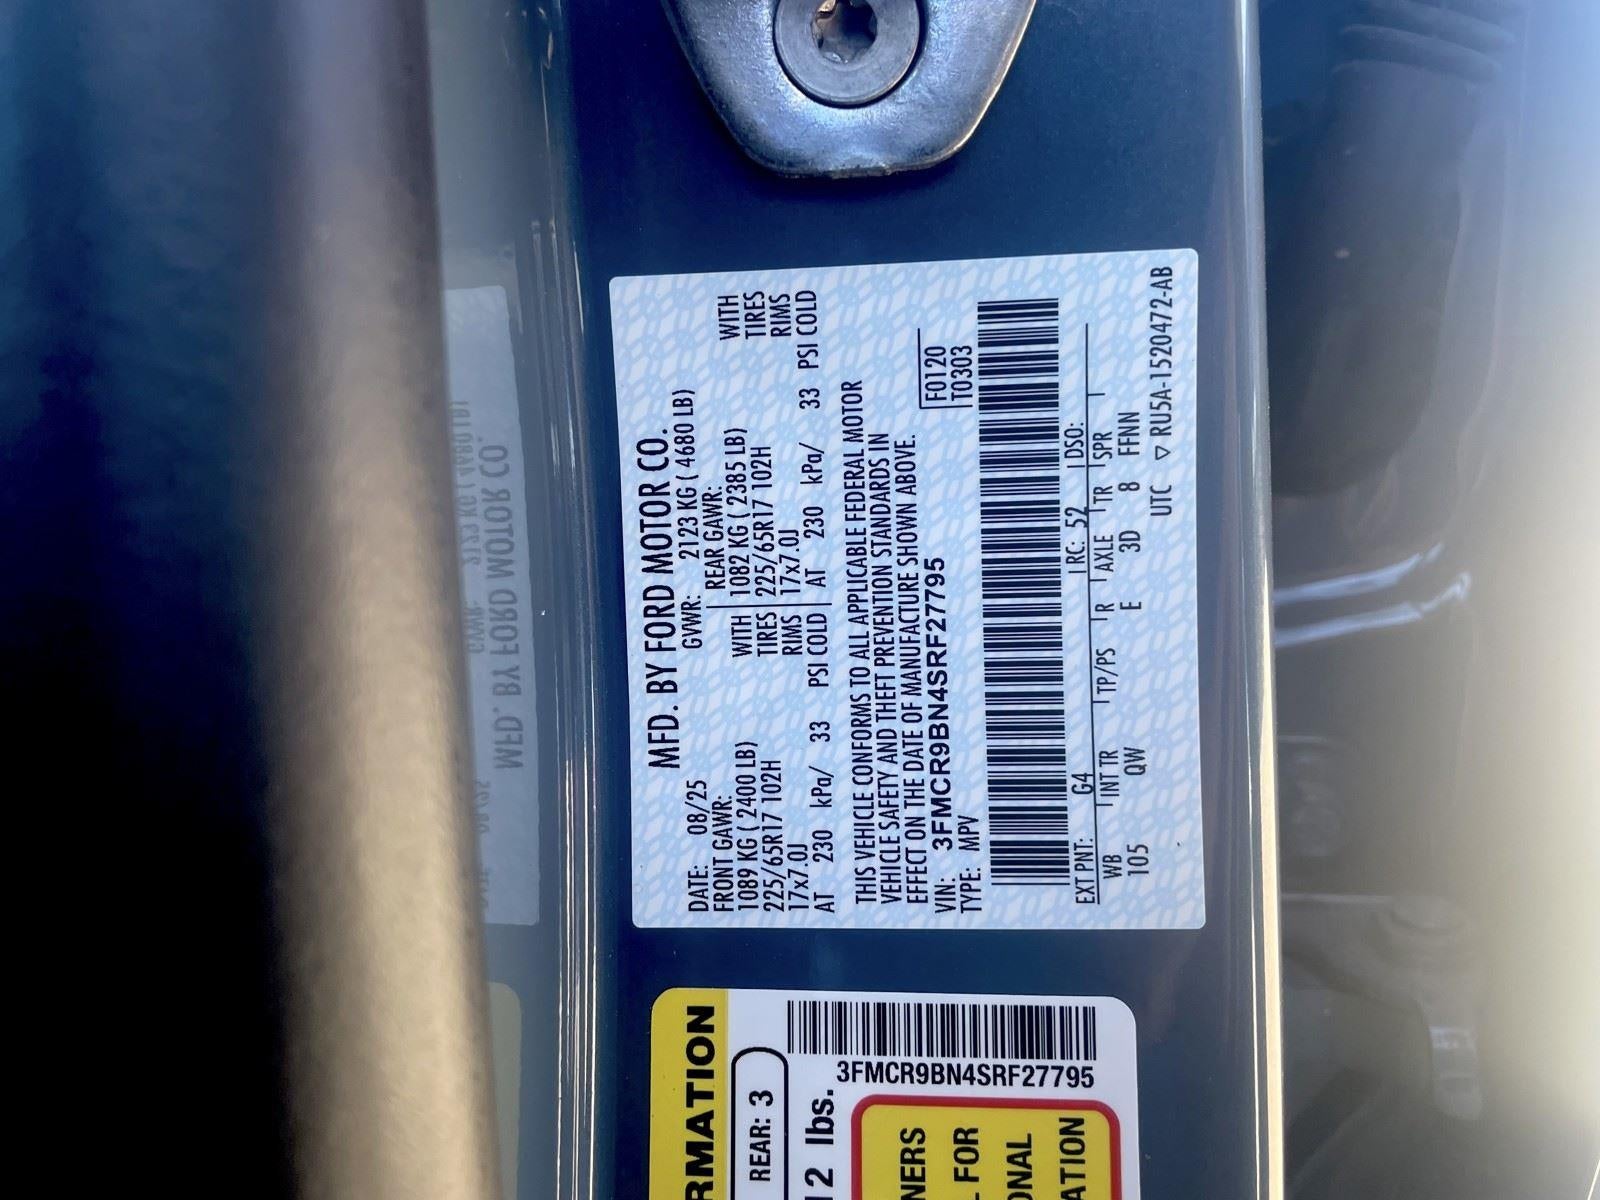 MFD. BY FORD MOTOR CO.
DATE: 08/25 GVWR: 2123 KG ( 4680 LB)
FRONT GAWR: REAR GAWR:
1089 KG ( 2400 LB) WITH 1082 KG ( 2385 LB) WITH
225/65R17 102H TIRES 225/65R17 102H TIRES
17x7.0J RIMS 17x7.0J RIMS
AT 230 kPa/ 33 PSI COLD AT 230 kPa/ 33 PSI COLD
THIS VEHICLE CONFORMS TO ALL APPLICABLE FEDERAL MOTOR
VEHICLE SAFETY AND THEFT PREVENTION STANDARDS IN
EFFECT ON THE DATE OF MANUFACTURE SHOWN ABOVE.
VIN: 3FMCR9BN4SRF27795 F0120
TYPE: MPV T0303
EXT PNT: G4 RC: 52 DSO:
WB INT TR TP/PS R AXLE TR SPR
105 QW E 3D 8 FFNN
UTC ▽ RU5A-1520472-AB
RMATION
REAR: 3
12 lbs.
3FMCR9BN4SRF27795
NERS
L FOR
ONAL
ATION